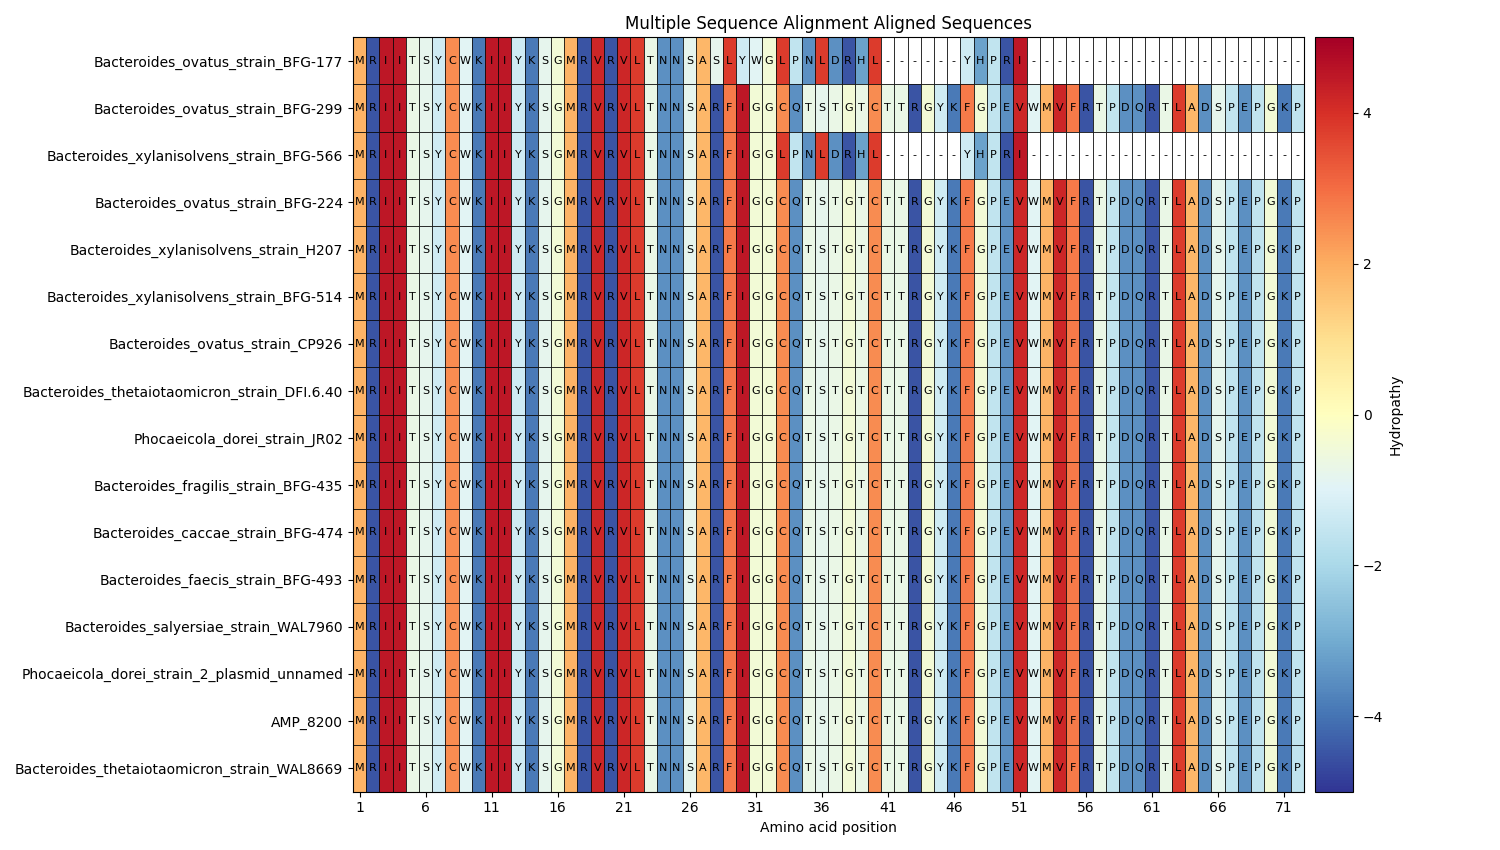 Multiple Sequence Alignment Aligned Sequences
Bacteroides_ovatus_strain_BFG-177 MRIITSYCWKIIYKSGMRVRVLTNNSASLYWGLPNLDRHL------YHPRI---------------------
Bacteroides_ovatus_strain_BFG-299 MRIITSYCWKIIYKSGMRVRVLTNNSARFIGGCQTSTGTCTTRGYKFGPEVWMVFRTPDQRTLADSPEPGKP
Bacteroides_xylanisolvens_strain_BFG-566 MRIITSYCWKIIYKSGMRVRVLTNNSARFIGGLPNLDRHL------YHPRI---------------------
Bacteroides_ovatus_strain_BFG-224 MRIITSYCWKIIYKSGMRVRVLTNNSARFIGGCQTSTGTCTTRGYKFGPEVWMVFRTPDQRTLADSPEPGKP
Bacteroides_xylanisolvens_strain_H207 MRIITSYCWKIIYKSGMRVRVLTNNSARFIGGCQTSTGTCTTRGYKFGPEVWMVFRTPDQRTLADSPEPGKP
Bacteroides_xylanisolvens_strain_BFG-514 MRIITSYCWKIIYKSGMRVRVLTNNSARFIGGCQTSTGTCTTRGYKFGPEVWMVFRTPDQRTLADSPEPGKP
Bacteroides_ovatus_strain_CP926 MRIITSYCWKIIYKSGMRVRVLTNNSARFIGGCQTSTGTCTTRGYKFGPEVWMVFRTPDQRTLADSPEPGKP
Bacteroides_thetaiotaomicron_strain_DFI.6.40 MRIITSYCWKIIYKSGMRVRVLTNNSARFIGGCQTSTGTCTTRGYKFGPEVWMVFRTPDQRTLADSPEPGKP
Phocaeicola_dorei_strain_JR02 MRIITSYCWKIIYKSGMRVRVLTNNSARFIGGCQTSTGTCTTRGYKFGPEVWMVFRTPDQRTLADSPEPGKP
Bacteroides_fragilis_strain_BFG-435 MRIITSYCWKIIYKSGMRVRVLTNNSARFIGGCQTSTGTCTTRGYKFGPEVWMVFRTPDQRTLADSPEPGKP
Bacteroides_caccae_strain_BFG-474 MRIITSYCWKIIYKSGMRVRVLTNNSARFIGGCQTSTGTCTTRGYKFGPEVWMVFRTPDQRTLADSPEPGKP
Bacteroides_faecis_strain_BFG-493 MRIITSYCWKIIYKSGMRVRVLTNNSARFIGGCQTSTGTCTTRGYKFGPEVWMVFRTPDQRTLADSPEPGKP
Bacteroides_salyersiae_strain_WAL7960 MRIITSYCWKIIYKSGMRVRVLTNNSARFIGGCQTSTGTCTTRGYKFGPEVWMVFRTPDQRTLADSPEPGKP
Phocaeicola_dorei_strain_2_plasmid_unnamed MRIITSYCWKIIYKSGMRVRVLTNNSARFIGGCQTSTGTCTTRGYKFGPEVWMVFRTPDQRTLADSPEPGKP
AMP_8200 MRIITSYCWKIIYKSGMRVRVLTNNSARFIGGCQTSTGTCTTRGYKFGPEVWMVFRTPDQRTLADSPEPGKP
Bacteroides_thetaiotaomicron_strain_WAL8669 MRIITSYCWKIIYKSGMRVRVLTNNSARFIGGCQTSTGTCTTRGYKFGPEVWMVFRTPDQRTLADSPEPGKP
1 6 11 16 21 26 31 36 41 46 51 56 61 66 71
Amino acid position
4
2
0
−2
−4
Hydropathy